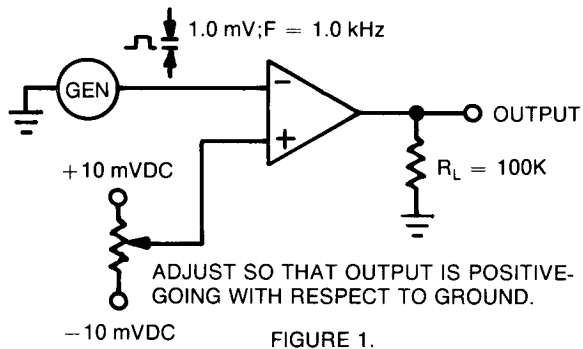 1.0 mV;F = 1.0 kHz
GEN
−
+
OUTPUT
+10 mVDC
R_L = 100K
ADJUST SO THAT OUTPUT IS POSITIVE-
GOING WITH RESPECT TO GROUND.
−10 mVDC
FIGURE 1.